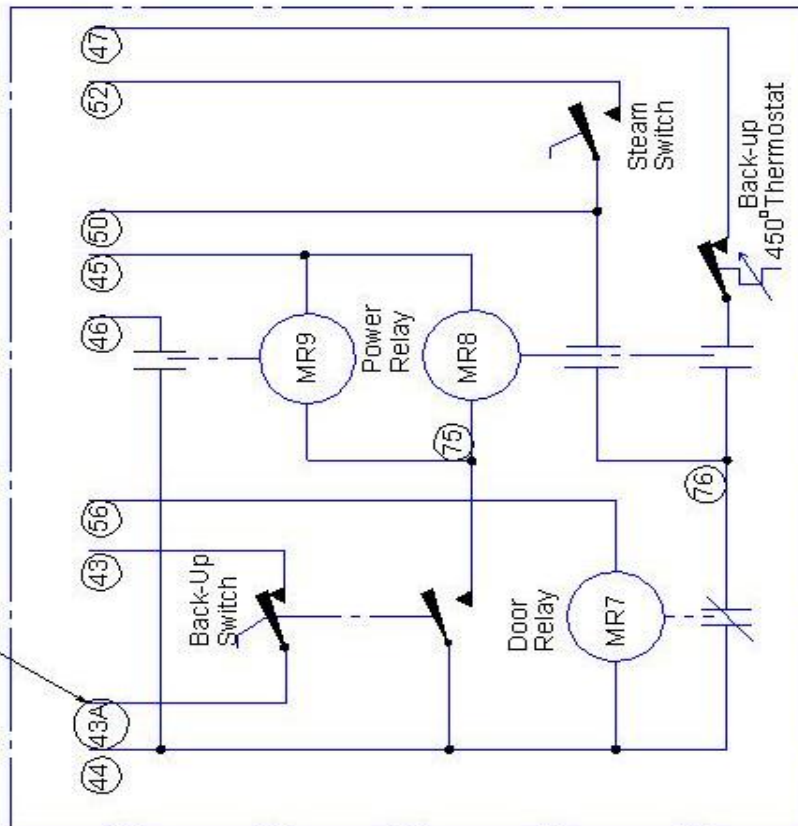 47
52
50
45
46
56
43
43A
44
Steam
Switch
Back-up
450° Thermostat
MR9
Power
Relay
MR8
75
76
Back-Up
Switch
Door
Relay
MR7